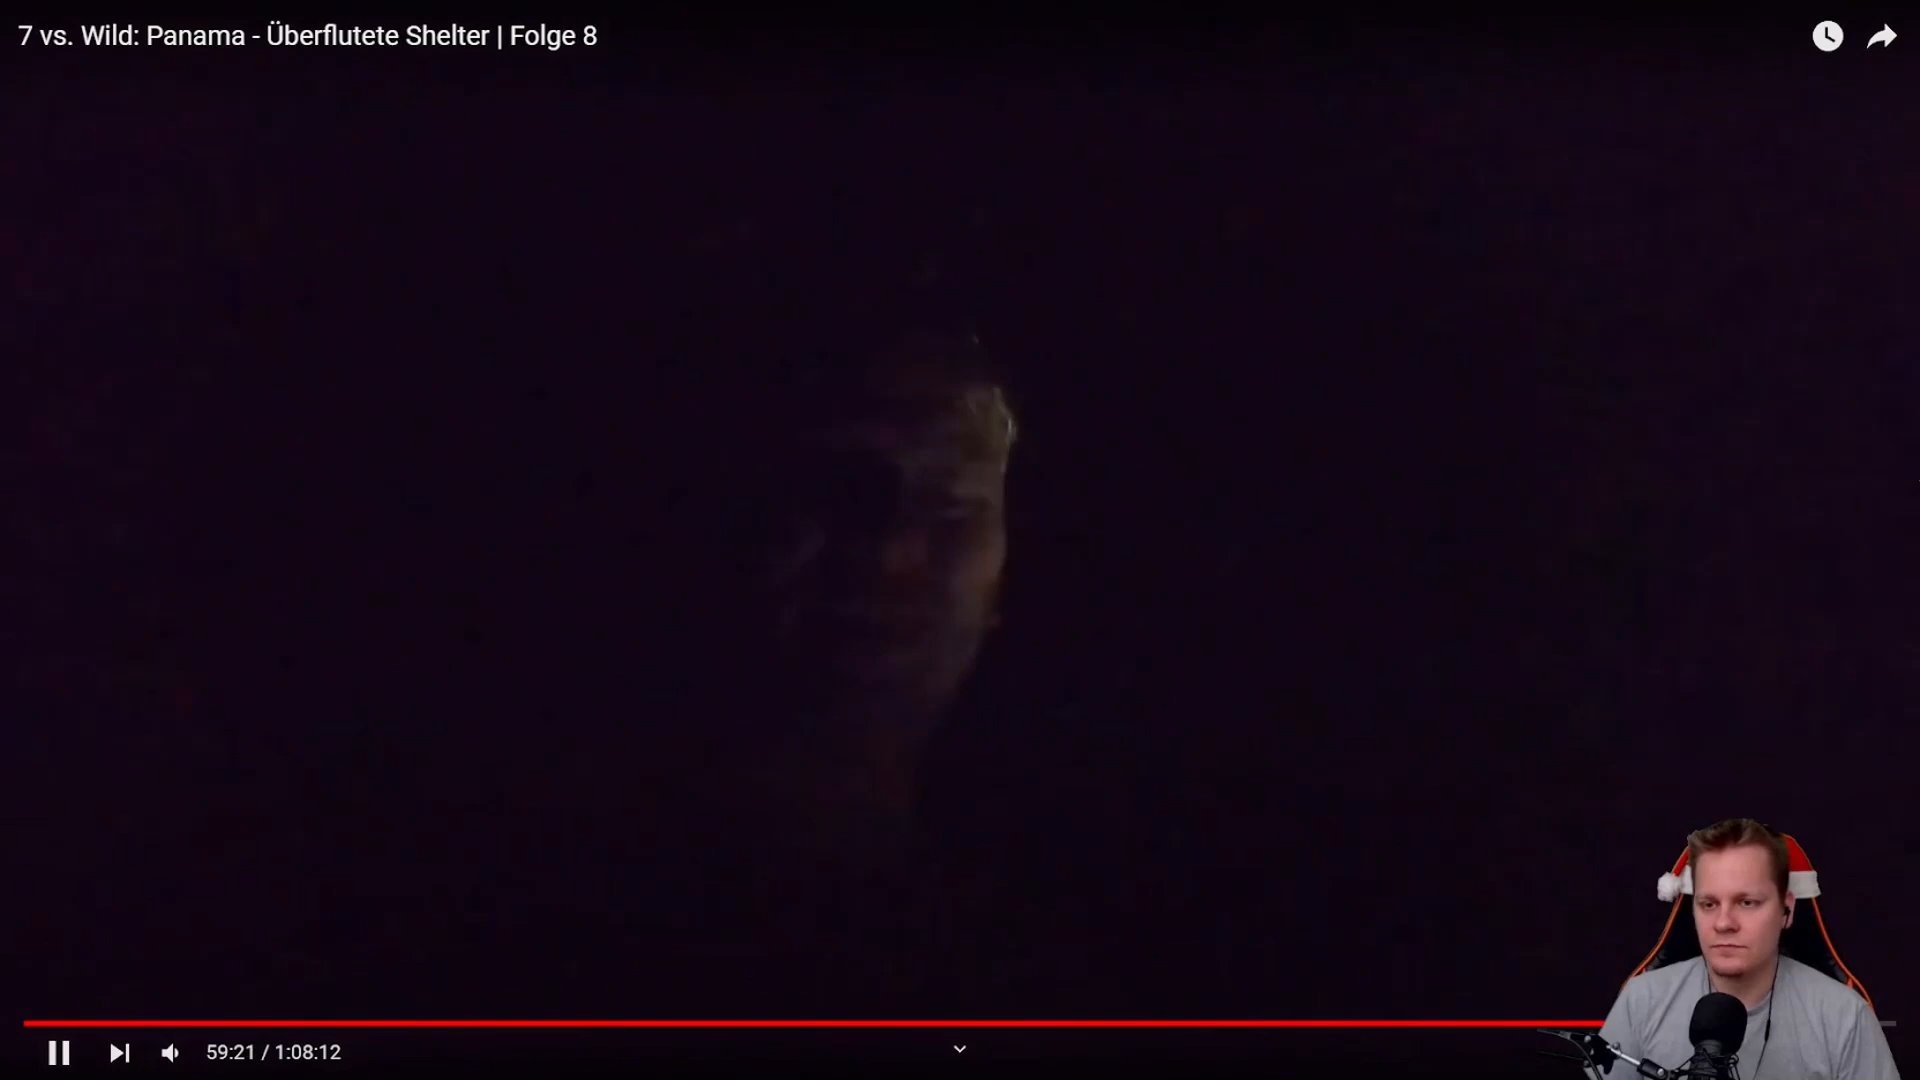 7 vs. Wild: Panama - Überflutete Shelter | Folge 8
59:21 / 1:08:12